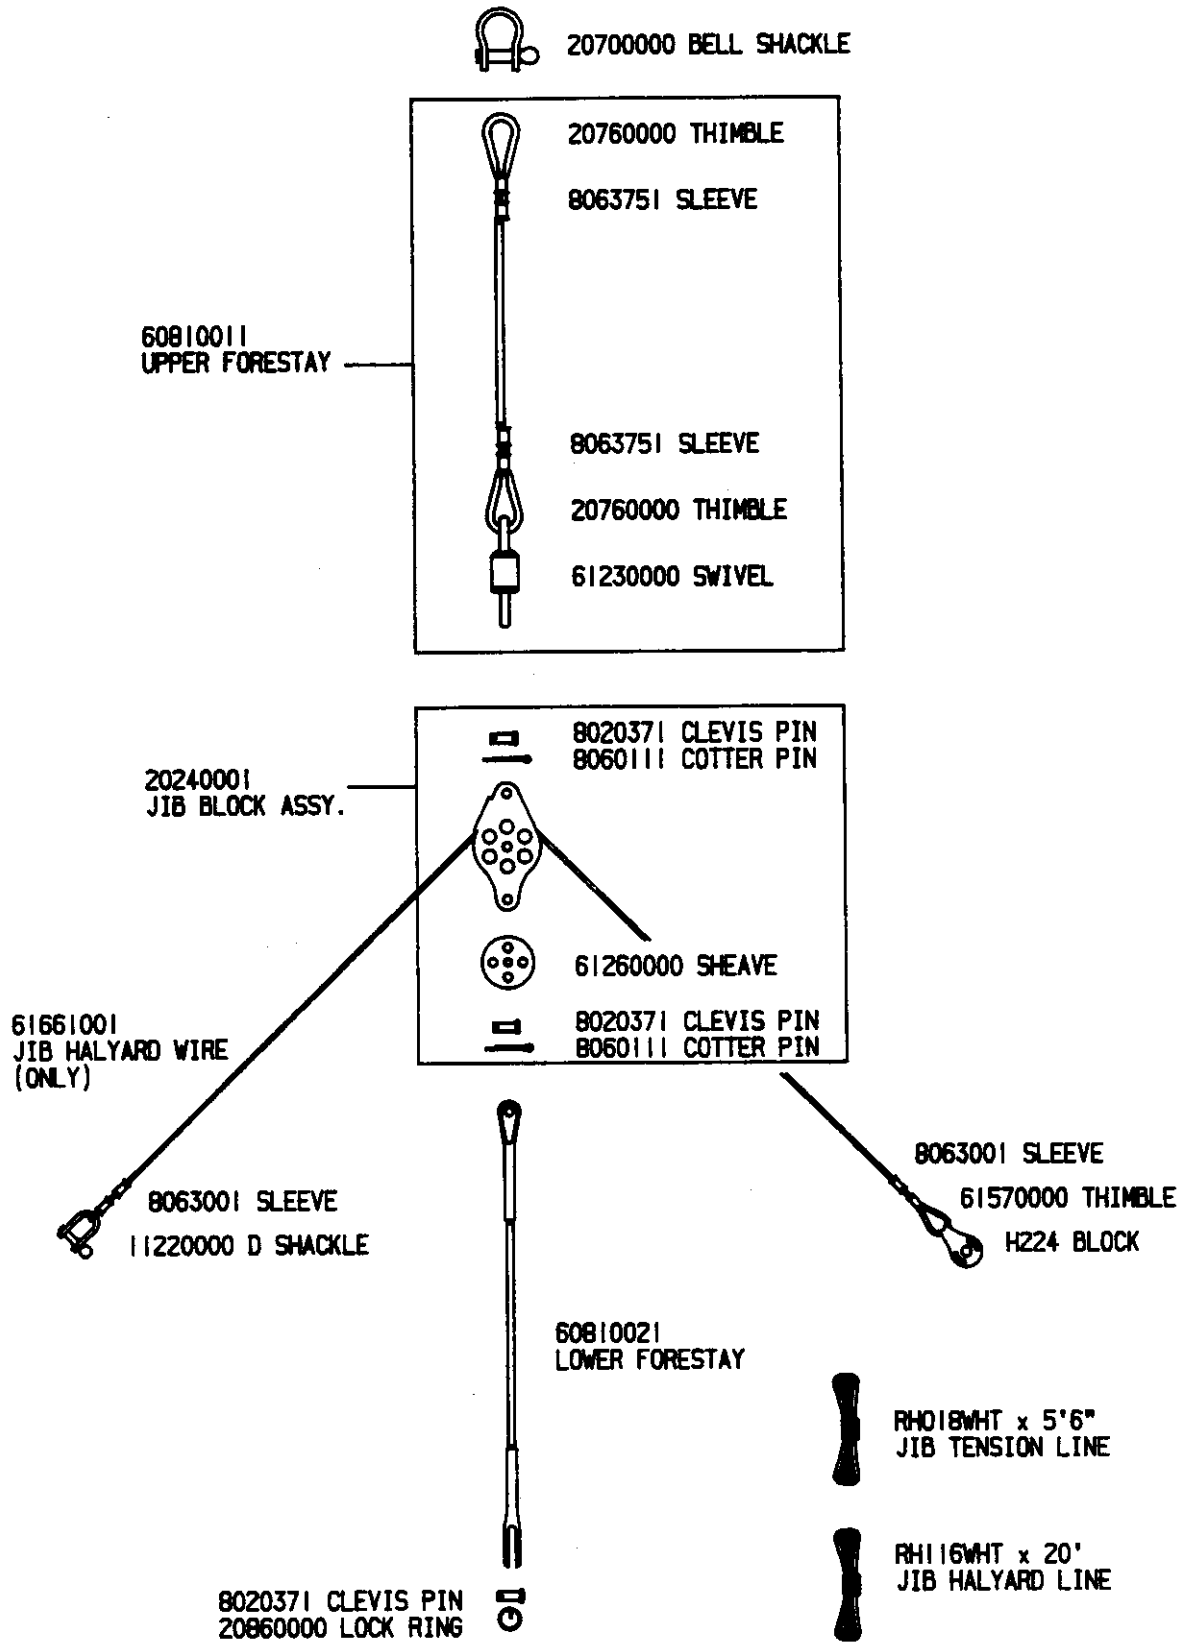 20700000 BELL SHACKLE
20760000 THIMBLE
8063751 SLEEVE
60810011
UPPER FORESTAY
8063751 SLEEVE
20760000 THIMBLE
61230000 SWIVEL
8020371 CLEVIS PIN
8060111 COTTER PIN
20240001
JIB BLOCK ASSY.
61260000 SHEAVE
8020371 CLEVIS PIN
8060111 COTTER PIN
61661001
JIB HALYARD WIRE
(ONLY)
8063001 SLEEVE
11220000 D SHACKLE
8063001 SLEEVE
61570000 THIMBLE
H224 BLOCK
60810021
LOWER FORESTAY
RH018WHT x 5'6"
JIB TENSION LINE
RH116WHT x 20'
JIB HALYARD LINE
8020371 CLEVIS PIN
20860000 LOCK RING